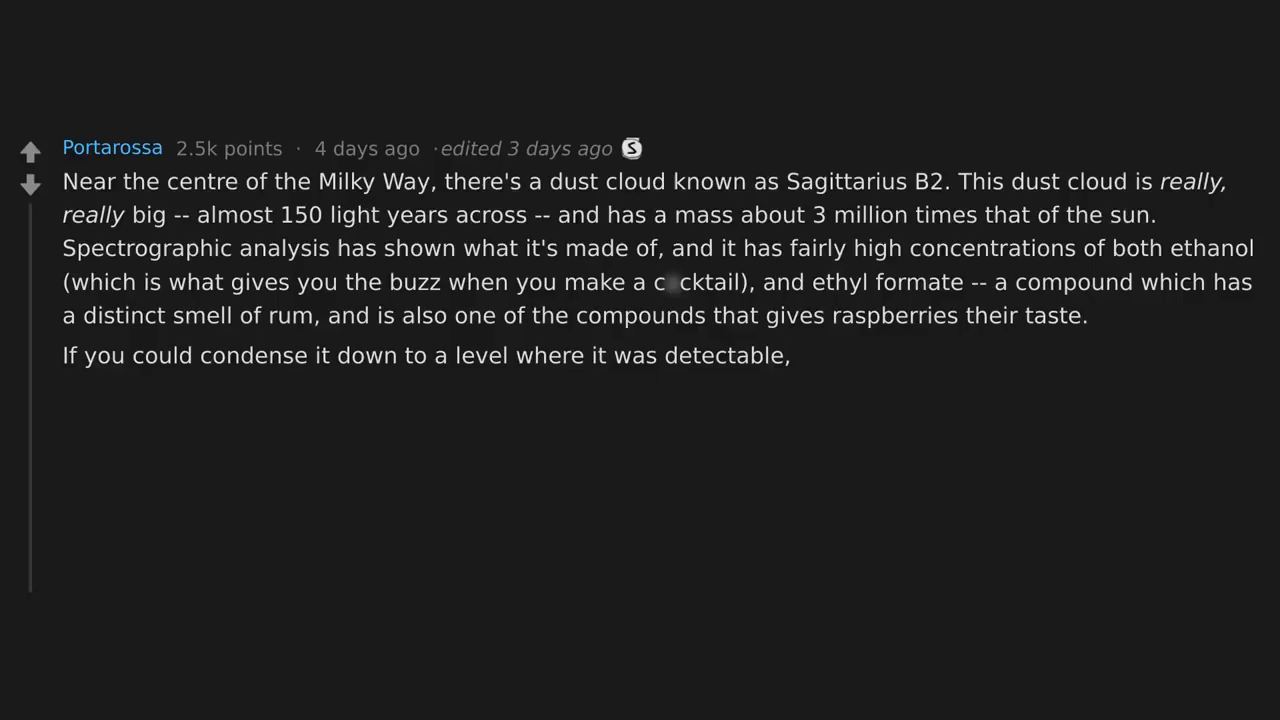 Portarossa 2.5k points · 4 days ago · edited 3 days ago S
Near the centre of the Milky Way, there's a dust cloud known as Sagittarius B2. This dust cloud is really,
really big -- almost 150 light years across -- and has a mass about 3 million times that of the sun.
Spectrographic analysis has shown what it's made of, and it has fairly high concentrations of both ethanol
(which is what gives you the buzz when you make a c cktail), and ethyl formate -- a compound which has
a distinct smell of rum, and is also one of the compounds that gives raspberries their taste.
If you could condense it down to a level where it was detectable,